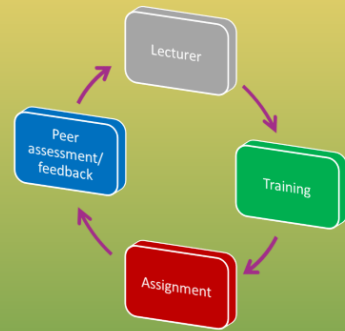 Lecturer
Training
Assignment
Peer
assessment/
feedback